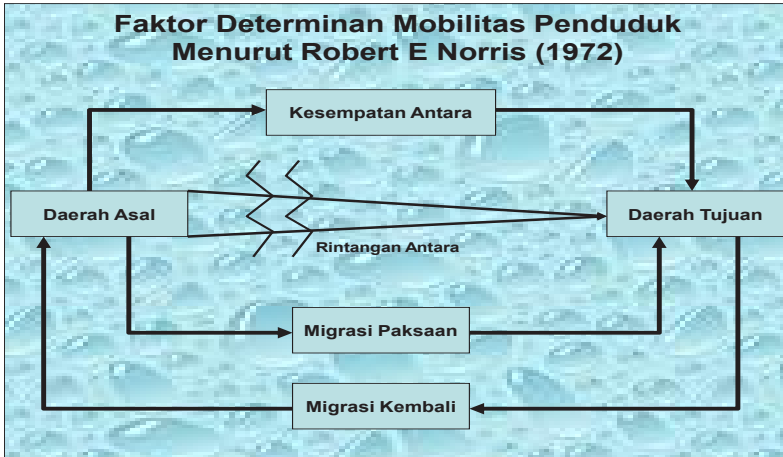 Faktor Determinan Mobilitas Penduduk
Menurut Robert E Norris (1972)
Kesempatan Antara
Daerah Asal
Daerah Tujuan
Rintangan Antara
Migrasi Paksaan
Migrasi Kembali